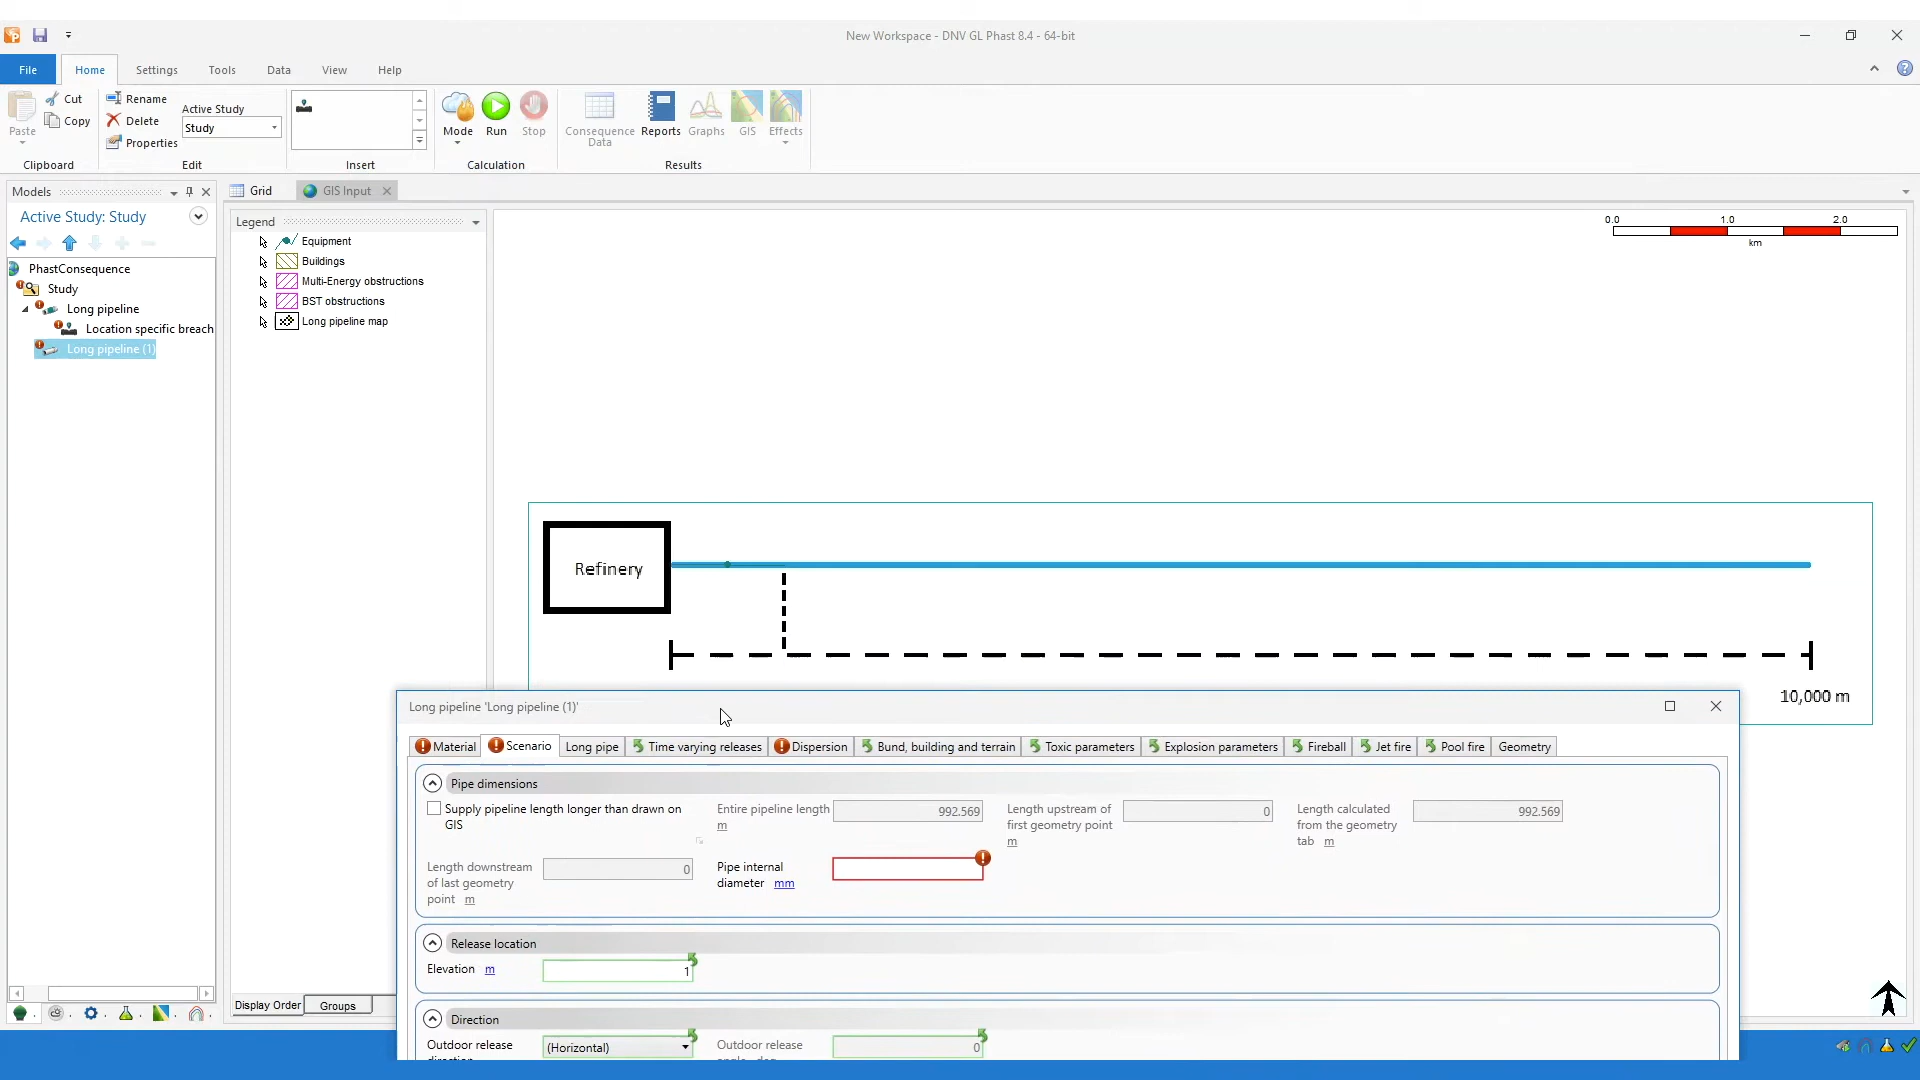 New Workspace - DNV GL Phast 8.4 - 64-bit
File Home Settings Tools Data View Help
Paste
Cut
Copy
Clipboard
Rename
Delete
Properties
Active Study
Study
Edit
Insert
Mode Run Stop
Calculation
Consequence Data
Reports Graphs GIS Effects
Results
Models
Active Study: Study
PhastConsequence
Study
Long pipeline
Location specific breach
Long pipeline (1)
Grid GIS Input
Legend
Equipment
Buildings
Multi-Energy obstructions
BST obstructions
Long pipeline map
Display Order Groups
0.0 1.0 2.0
km
Refinery
10,000 m
Long pipeline 'Long pipeline (1)'
Material Scenario Long pipe Time varying releases Dispersion Bund, building and terrain Toxic parameters Explosion parameters Fireball Jet fire Pool fire Geometry
Pipe dimensions
Supply pipeline length longer than drawn on
GIS
Entire pipeline length
m
992.569
Length upstream of
first geometry point
m
0
Length calculated
from the geometry
tab m
992.569
Length downstream
of last geometry
point m
0
Pipe internal
diameter mm
Release location
Elevation m 1
Direction
Outdoor release
direction
(Horizontal)
Outdoor release
angle deg
0